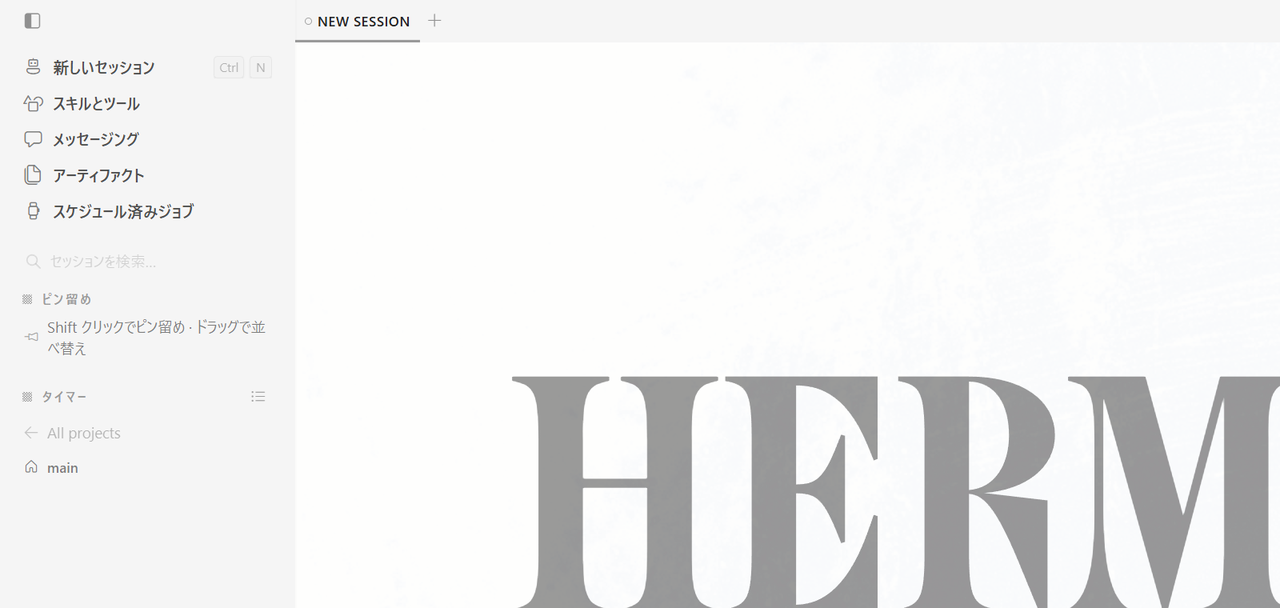 NEW SESSION
新しいセッション Ctrl N
スキルとツール
メッセージング
アーティファクト
スケジュール済みジョブ
セッションを検索...
ピン留め
Shift クリックでピン留め · ドラッグで並
べ替え
タイマー
All projects
main
HERM